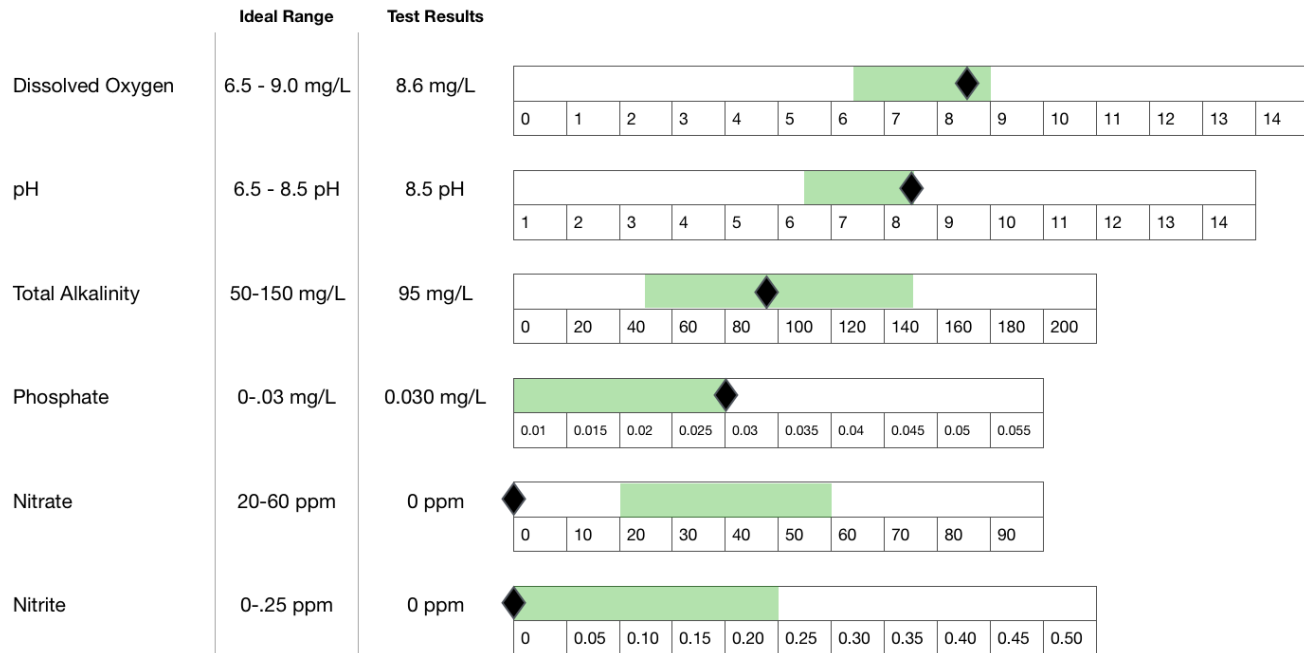 Ideal Range Test Results
Dissolved Oxygen 6.5 - 9.0 mg/L 8.6 mg/L
0 1 2 3 4 5 6 7 8 9 10 11 12 13 14
pH 6.5 - 8.5 pH 8.5 pH
1 2 3 5 6 7 8 9 10 11 12 13 14
Total Alkalinity 50-150 mg/L 95 mg/L
0 20 40 60 80 100 120 140 160 180 200
Phosphate 0-.03 mg/L 0.030 mg/L
0.01 0.015 0.02 0.025 0.03 0.035 0.04 0.045 0.05 0.055
Nitrate 20-60 ppm 0 ppm
0 10 20 30 40 50 60 70 80 90
Nitrite 0-.25 ppm 0 ppm
0 0.05 0.10 0.15 0.20 0.25 0.30 0.35 0.40 0.45 0.50